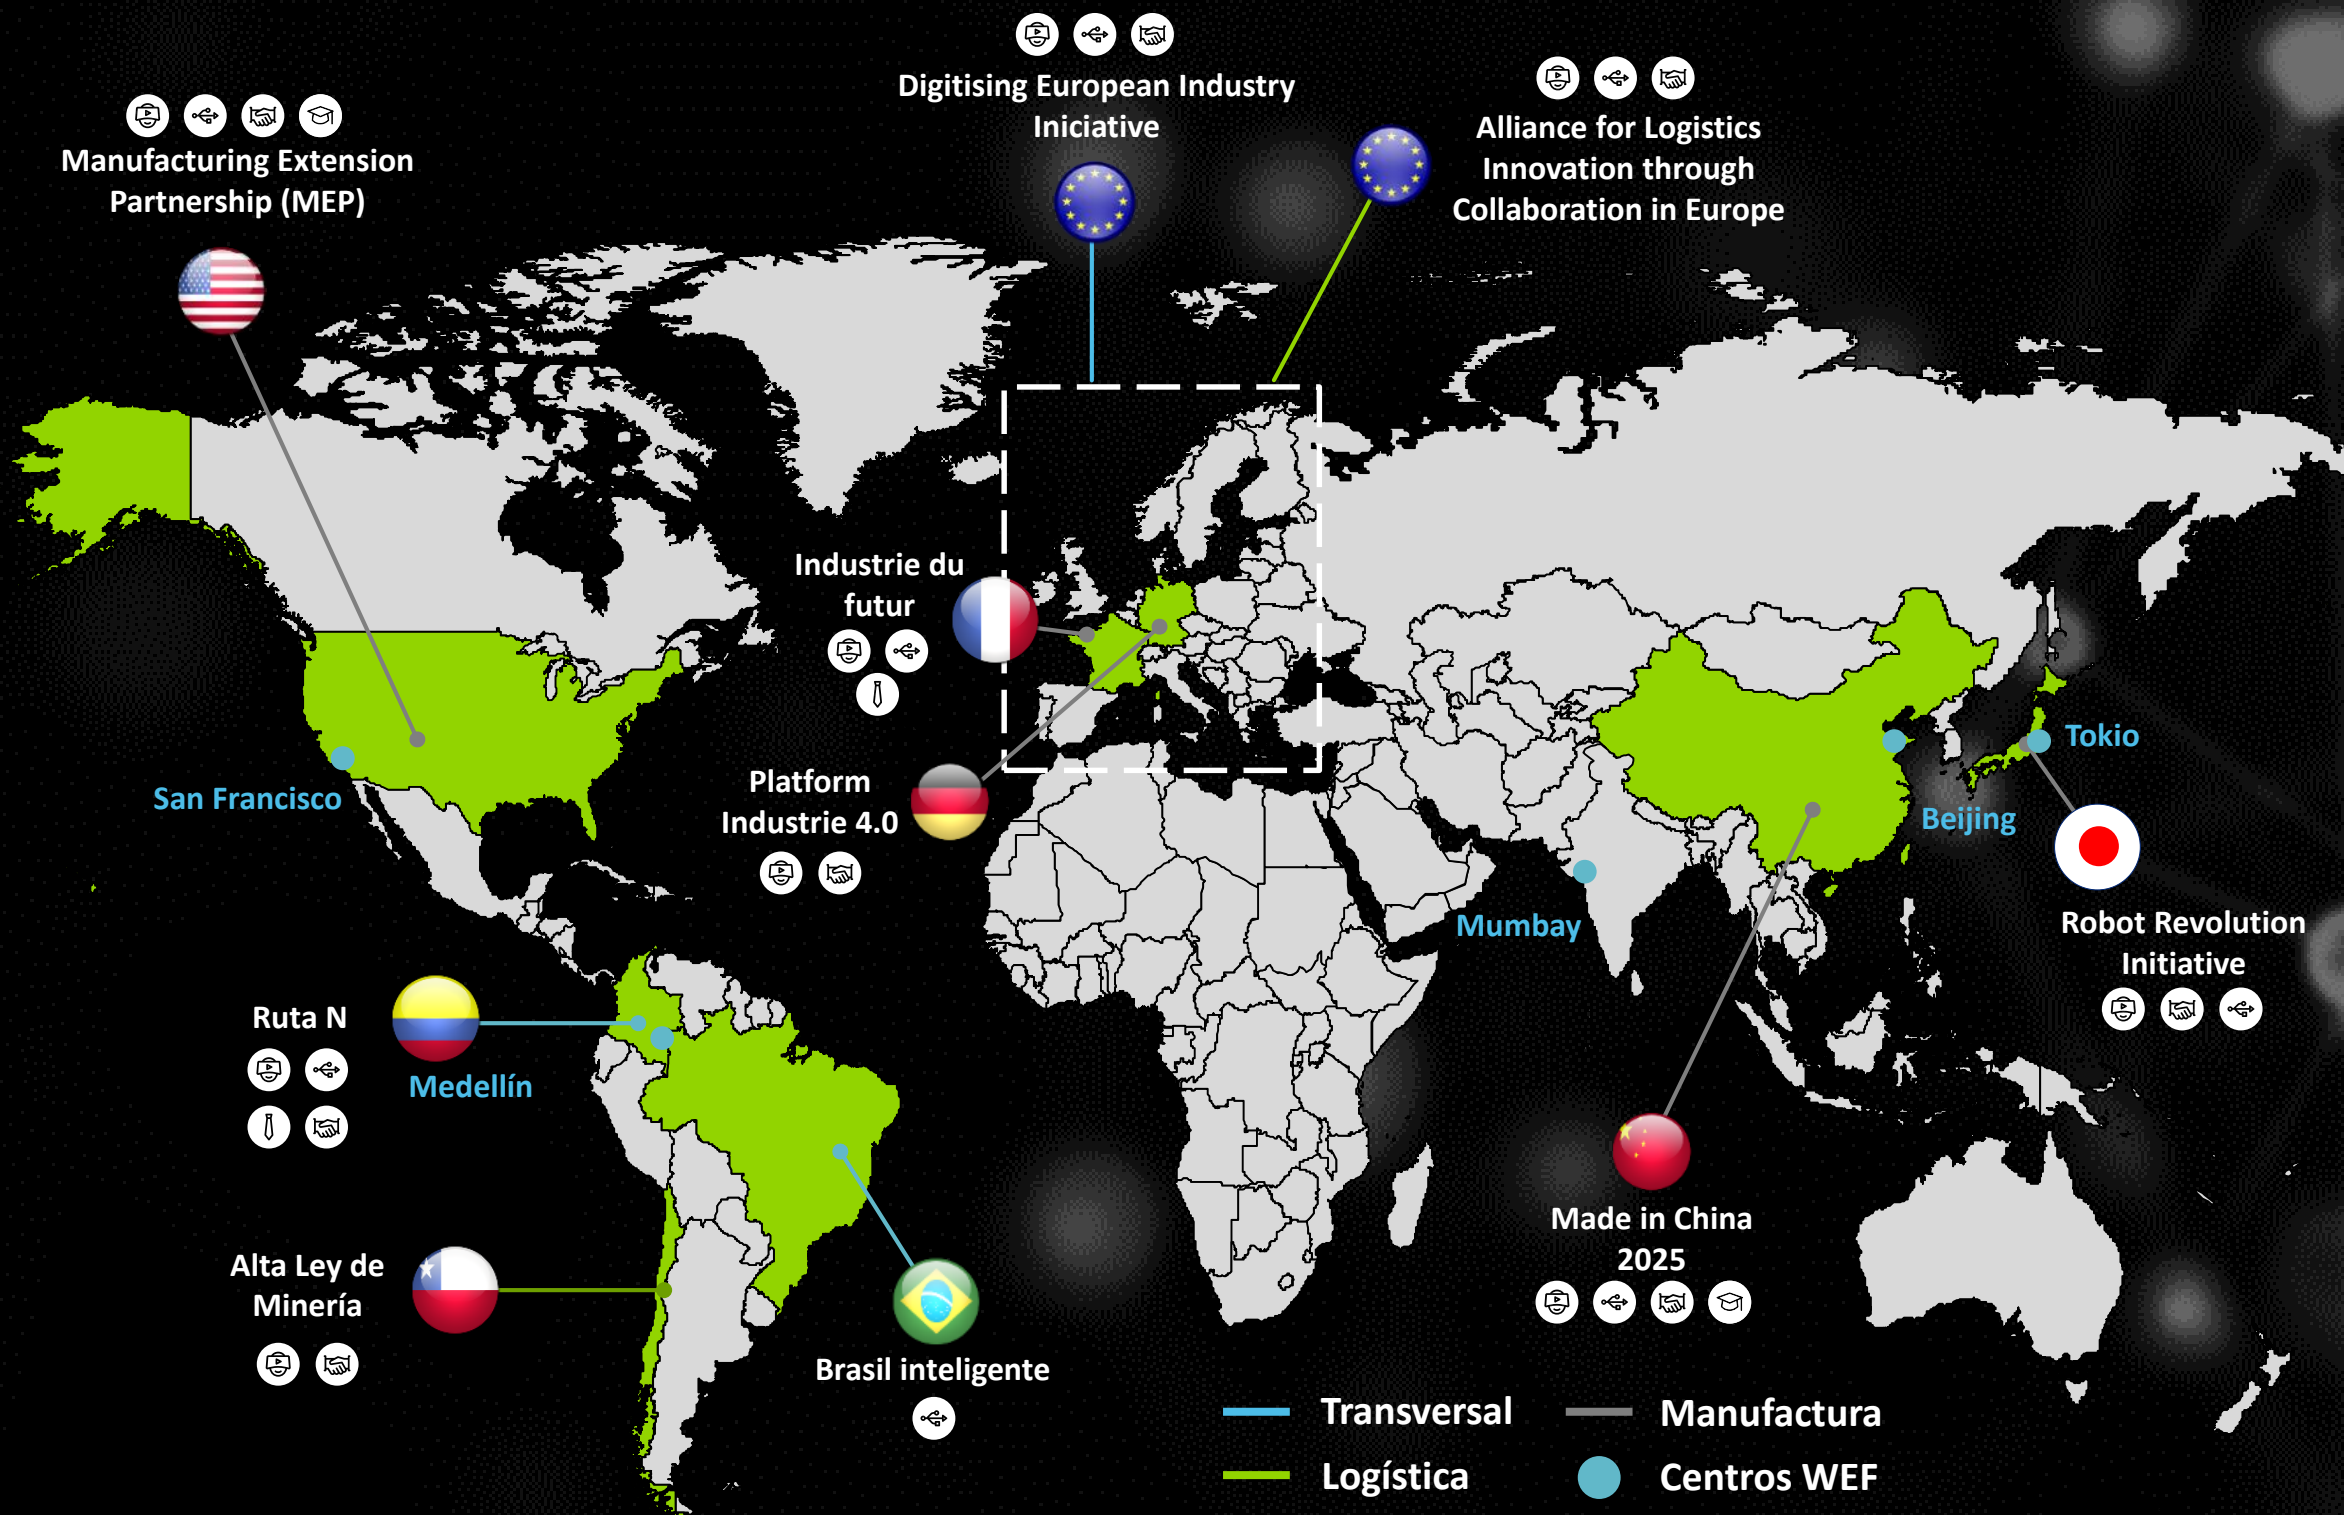 Digitising European Industry
Iniciative
Alliance for Logistics
Innovation through
Collaboration in Europe
Manufacturing Extension
Partnership (MEP)
Industrie du
futur
Platform
Industrie 4.0
San Francisco
Tokio
Beijing
Mumbay
Robot Revolution
Initiative
Ruta N
Medellín
Alta Ley de
Minería
Brasil inteligente
Made in China
2025
Transversal
Manufactura
Logística
Centros WEF